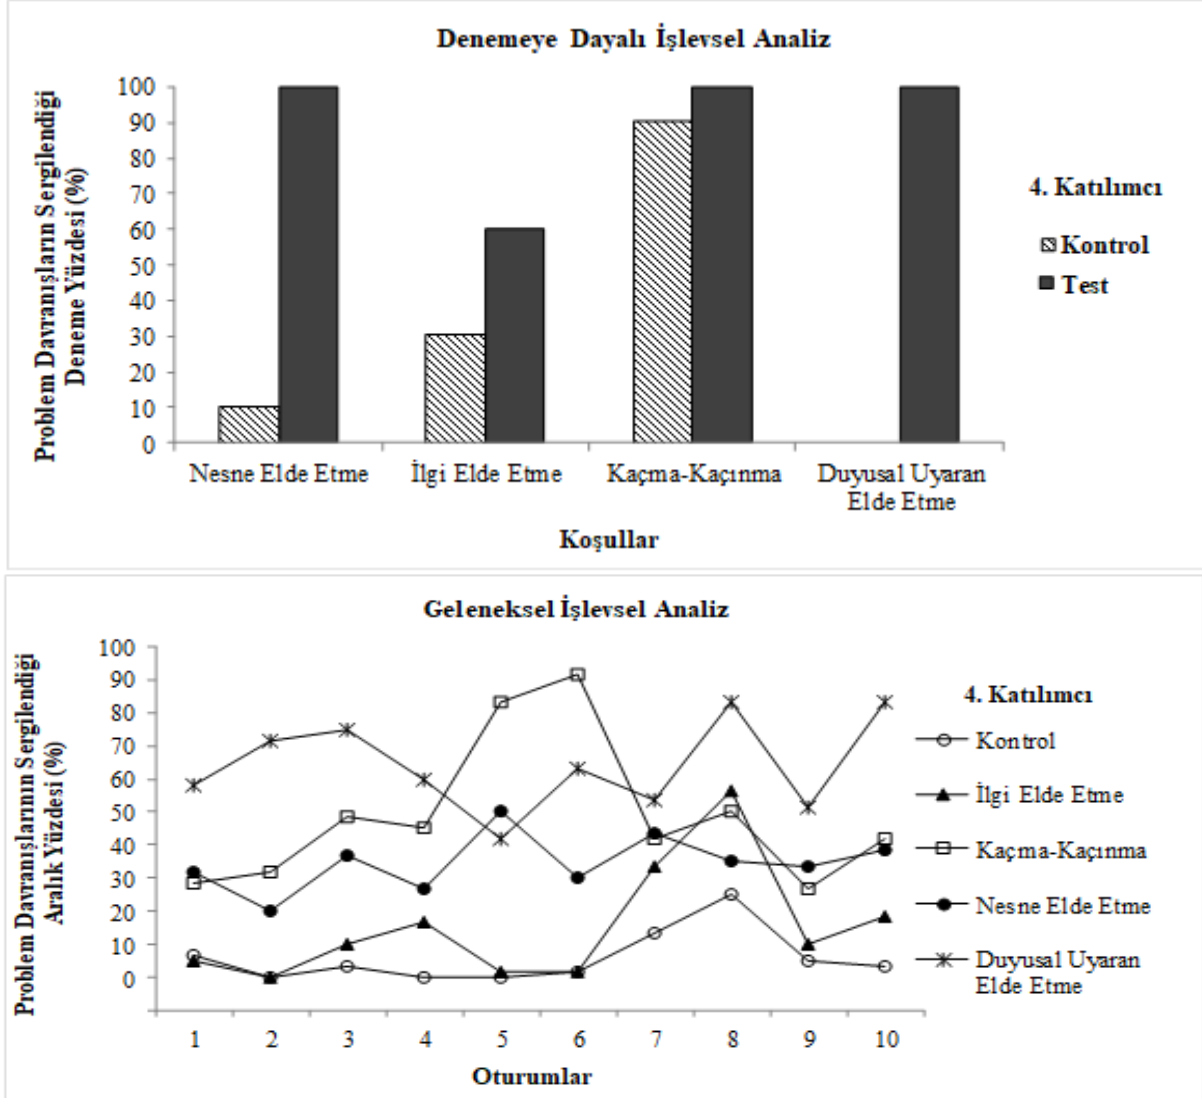 Denemeye Dayalı İşlevsel Analiz
Problem Davranışların Sergilendiği
Deneme Yüzdesi (%)
100
90
80
70
60
50
40
30
20
10
0
Nesne Elde Etme
İlgi Elde Etme
Kaçma-Kaçınma
Duyusal Uyaran
Elde Etme
Koşullar
4. Katılımcı
Kontrol
Test
Geleneksel İşlevsel Analiz
Problem Davranışlarının Sergilendiği
Aralık Yüzdesi (%)
100
90
80
70
60
50
40
30
20
10
0
1
2
3
4
5
6
7
8
9
10
Oturumlar
4. Katılımcı
Kontrol
İlgi Elde Etme
Kaçma-Kaçınma
Nesne Elde Etme
Duyusal Uyaran
Elde Etme